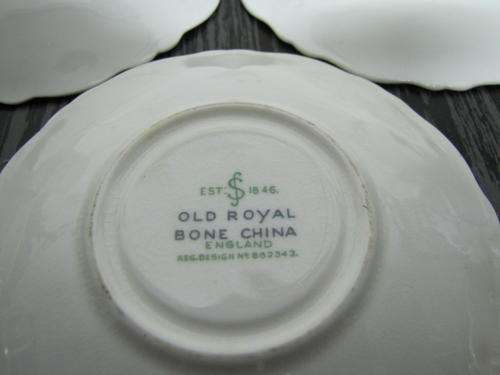 EST. S 1846.
OLD ROYAL
BONE CHINA
ENGLAND
REG. DESIGN Nº 862343.